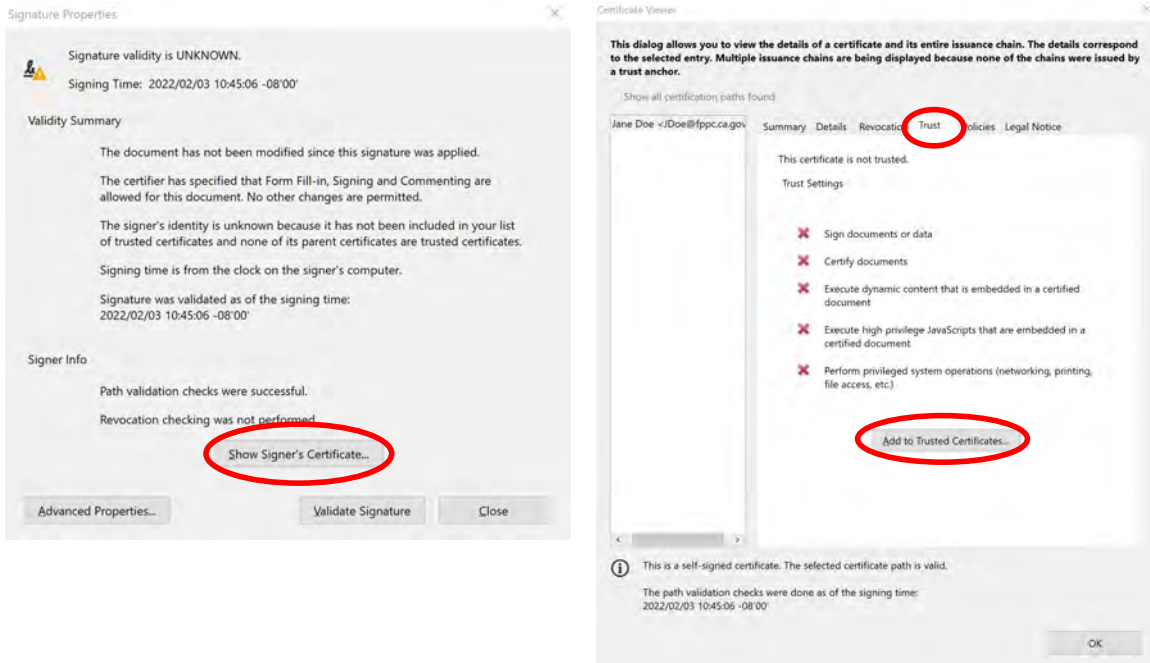 Signature Properties
Signature validity is UNKNOWN.
Signing Time: 2022/02/03 10:45:06 -08'00'
Validity Summary
The document has not been modified since this signature was applied.
The certifier has specified that Form Fill-in, Signing and Commenting are
allowed for this document. No other changes are permitted.
The signer's identity is unknown because it has not been included in your list
of trusted certificates and none of its parent certificates are trusted certificates.
Signing time is from the clock on the signer's computer.
Signature was validated as of the signing time:
2022/02/03 10:45:06 -08'00'
Signer Info
Path validation checks were successful.
Revocation checking was not performed
Show Signer's Certificate...
Advanced Properties...
Validate Signature
Close
Certificate Viewer
This dialog allows you to view the details of a certificate and its entire issuance chain. The details correspond
to the selected entry. Multiple issuance chains are being displayed because none of the chains were issued by
a trust anchor.
Show all certification paths found
Jane Doe <JDoe@fppc.ca.gov
Summary Details Revocation Trust Policies Legal Notice
This certificate is not trusted.
Trust Settings
Sign documents or data
Certify documents
Execute dynamic content that is embedded in a certified
document
Execute high privilege JavaScripts that are embedded in a
certified document
Perform privileged system operations (networking, printing,
file access, etc.)
Add to Trusted Certificates...
This is a self-signed certificate. The selected certificate path is valid.
The path validation checks were done as of the signing time:
2022/02/03 10:45:06 -08'00'
OK